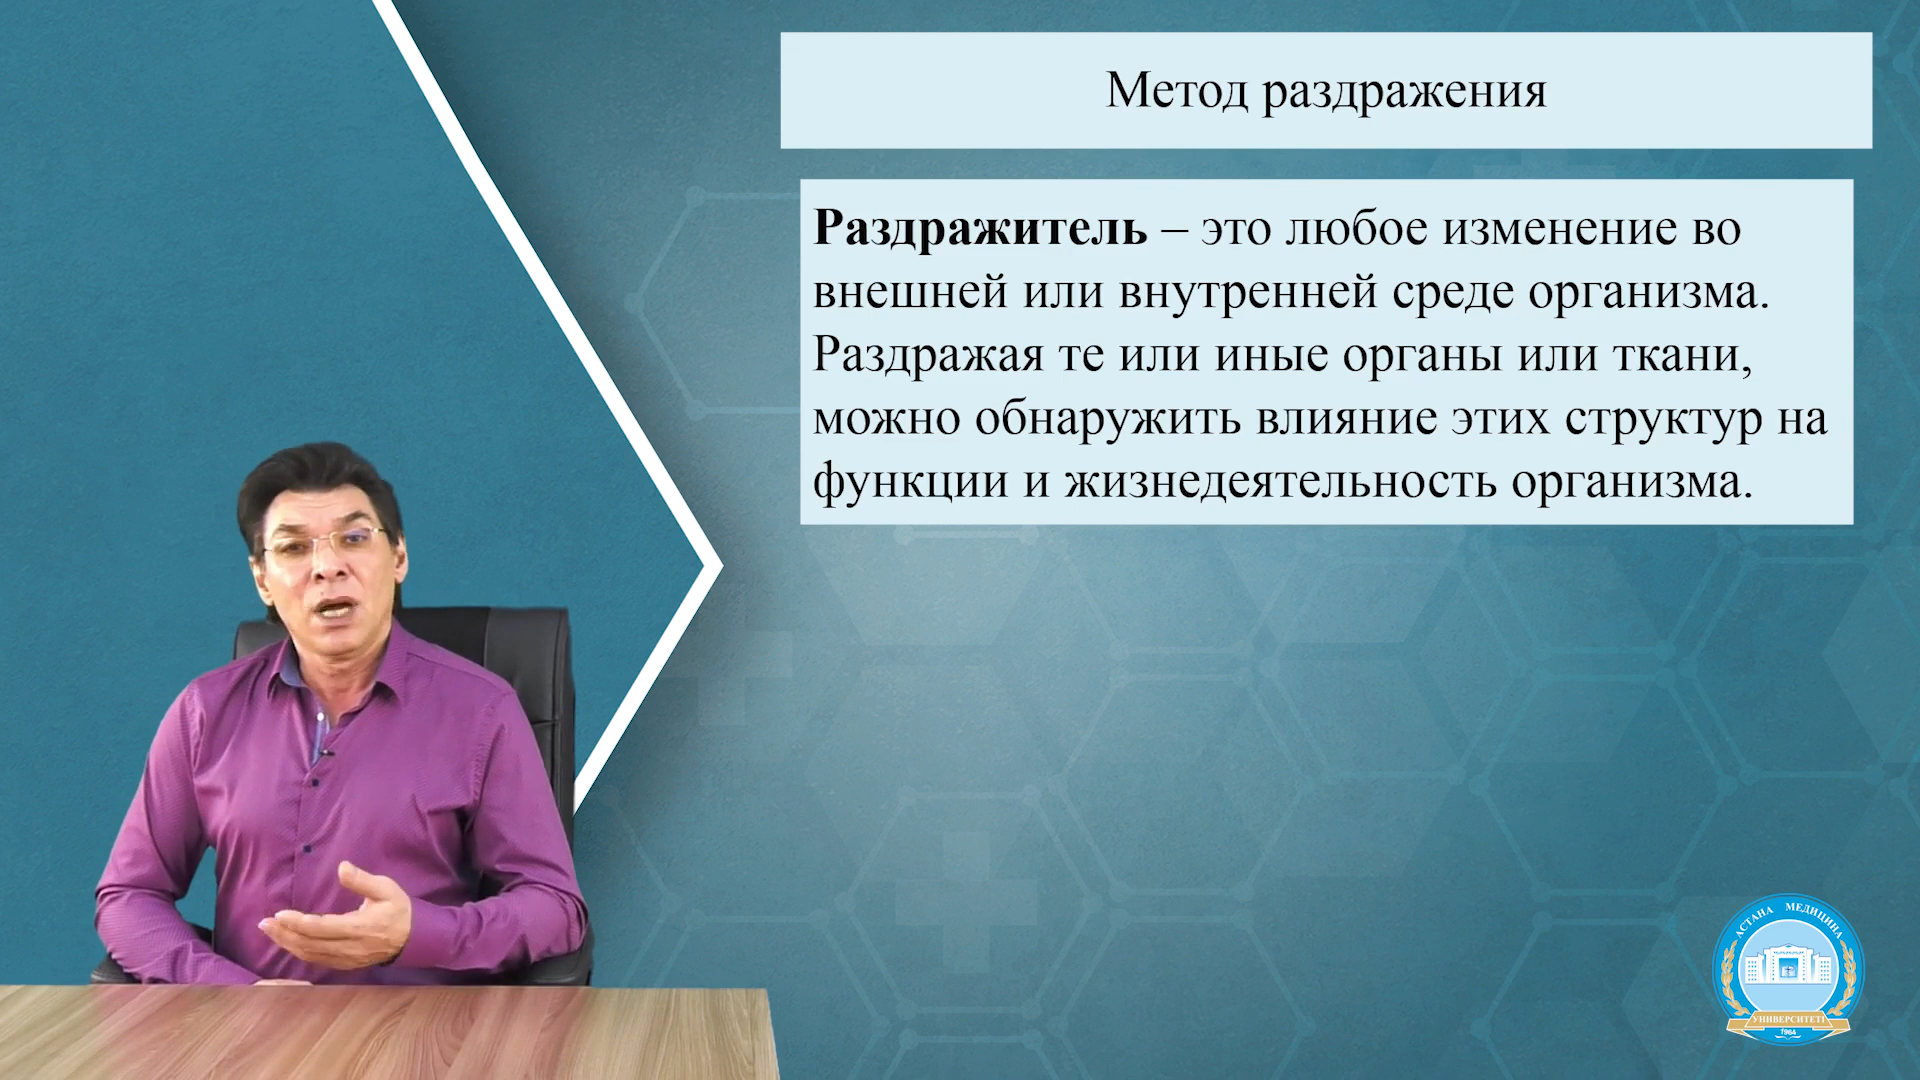 Метод раздражения
Раздражитель – это любое изменение во
внешней или внутренней среде организма.
Раздражая те или иные органы или ткани,
можно обнаружить влияние этих структур на
функции и жизнедеятельность организма.
АСТАНА МЕДИЦИНА
УНИВЕРСИТЕТІ
1964